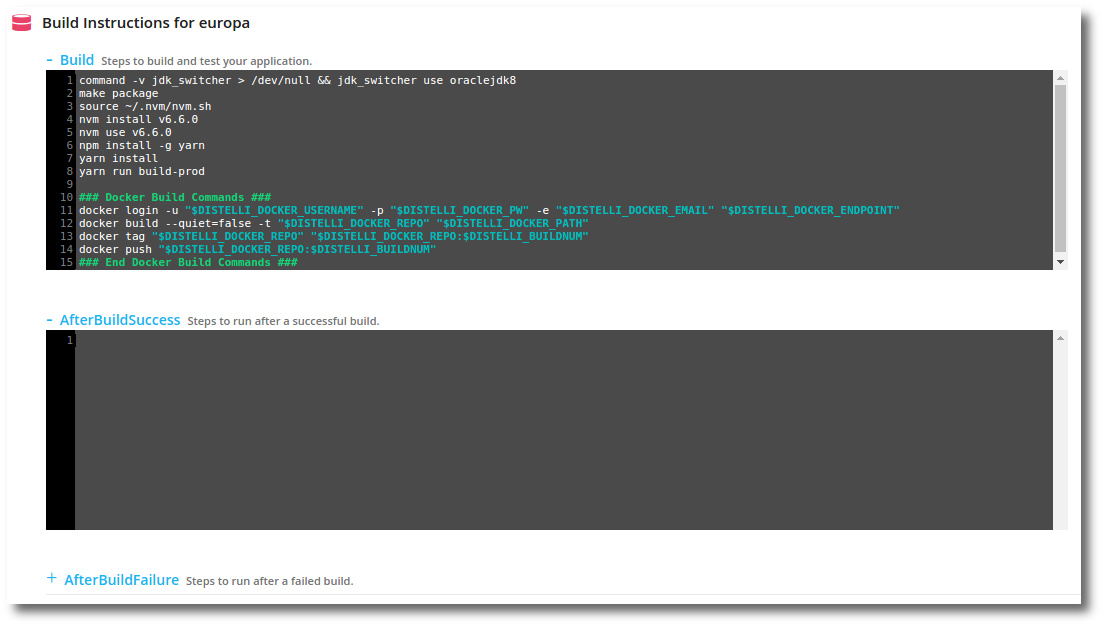 Build Instructions for europa
- Build Steps to build and test your application.
1 command -v jdk_switcher > /dev/null && jdk_switcher use oraclejdk8
2 make package
3 source ~/.nvm/nvm.sh
4 nvm install v6.6.0
5 nvm use v6.6.0
6 npm install -g yarn
7 yarn install
8 yarn run build-prod
9
10 ### Docker Build Commands ###
11 docker login -u "$DISTELLI_DOCKER_USERNAME" -p "$DISTELLI_DOCKER_PW" -e "$DISTELLI_DOCKER_EMAIL" "$DISTELLI_DOCKER_ENDPOINT"
12 docker build --quiet=false -t "$DISTELLI_DOCKER_REPO" "$DISTELLI_DOCKER_PATH"
13 docker tag "$DISTELLI_DOCKER_REPO" "$DISTELLI_DOCKER_REPO:$DISTELLI_BUILDNUM"
14 docker push "$DISTELLI_DOCKER_REPO:$DISTELLI_BUILDNUM"
15 ### End Docker Build Commands ###
- AfterBuildSuccess Steps to run after a successful build.
1
+ AfterBuildFailure Steps to run after a failed build.